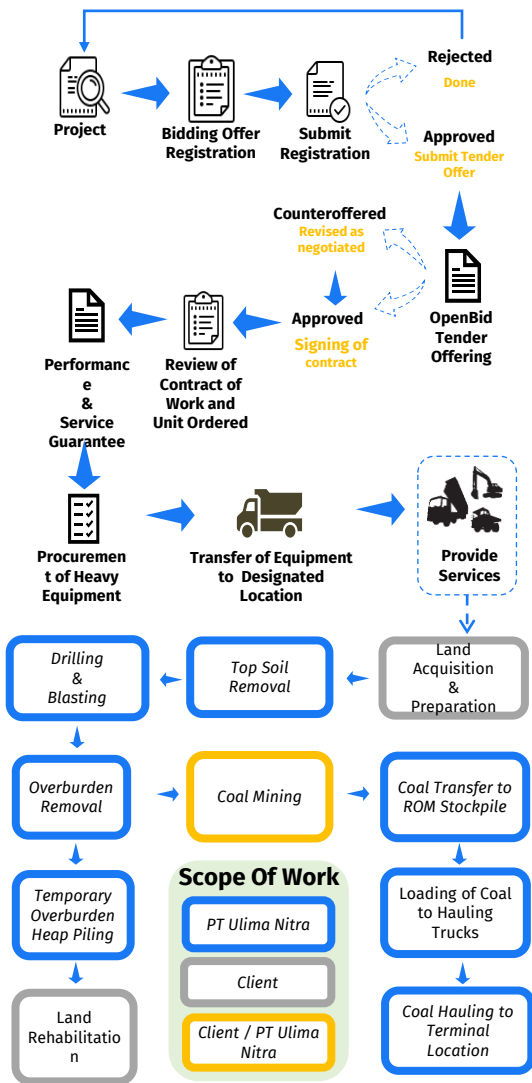 Project
Bidding Offer
Registration
Submit
Registration
Rejected
Done
Approved
Submit Tender
Offer
Counteroffered
Revised as
negotiated
Approved
Signing of
contract
OpenBid
Tender
Offering
Performanc
e
&
Service
Guarantee
Review of
Contract of
Work and
Unit Ordered
Procuremen
t of Heavy
Equipment
Transfer of Equipment
to Designated
Location
Provide
Services
Land
Acquisition
&
Preparation
Top Soil
Removal
Drilling
&
Blasting
Overburden
Removal
Coal Mining
Coal Transfer to
ROM Stockpile
Temporary
Overburden
Heap Piling
Loading of Coal
to Hauling
Trucks
Land
Rehabilitatio
n
Coal Hauling to
Terminal
Location
Scope Of Work
PT Ulima Nitra
Client
Client / PT Ulima
Nitra